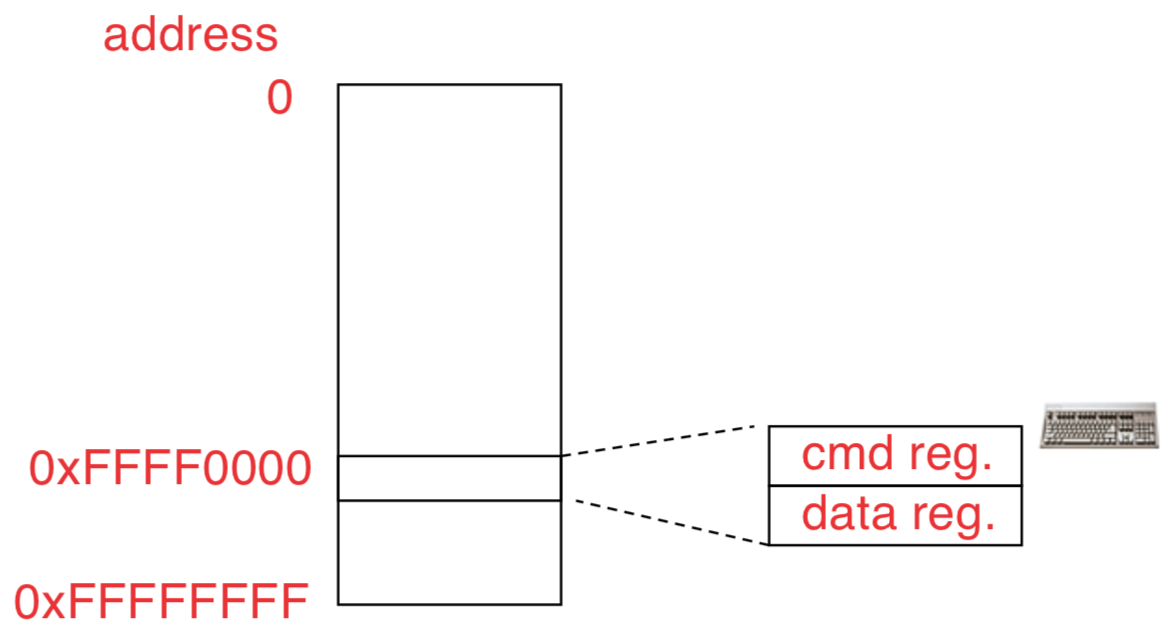 address
0
0xFFFF0000
cmd reg.
data reg.
0xFFFFFFFF